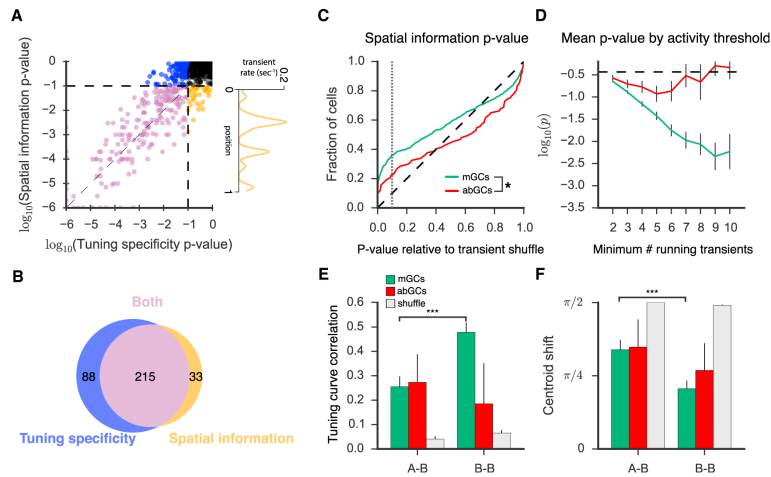 A
log10(Spatial information p-value)
0
−1
−2
−3
−4
−5
−6
−6 −5 −4 −3 −2 −1 0
log10(Tuning specificity p-value)
transient
rate (sec⁻¹)
0.2
0
position
1
B
Both
88
215
33
Tuning specificity
Spatial information
C
Spatial information p-value
Fraction of cells
1.0
0.8
0.6
0.4
0.2
0.0
0.0 0.2 0.4 0.6 0.8 1.0
mGCs
abGCs
*
P-value relative to transient shuffle
D
Mean p-value by activity threshold
log10(p)
−0.5
−1.0
−1.5
−2.0
−2.5
−3.0
−3.5
2 3 4 5 6 7 8 9 10
Minimum # running transients
E
mGCs
abGCs
shuffle
Tuning curve correlation
0.6
0.5
0.4
0.3
0.2
0.1
0.0
***
A-B B-B
F
Centroid shift
π/2
π/4
0
***
A-B B-B